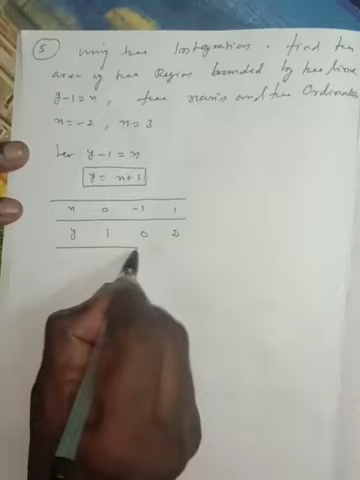 ⑤ Using the Integration. find the
area of the Region bounded by the line
y-1=x, the x-axis and the Ordinates
x=-2, x=3
Let y-1=x
y= x+1
x 0 -1 1
y 1 0 2